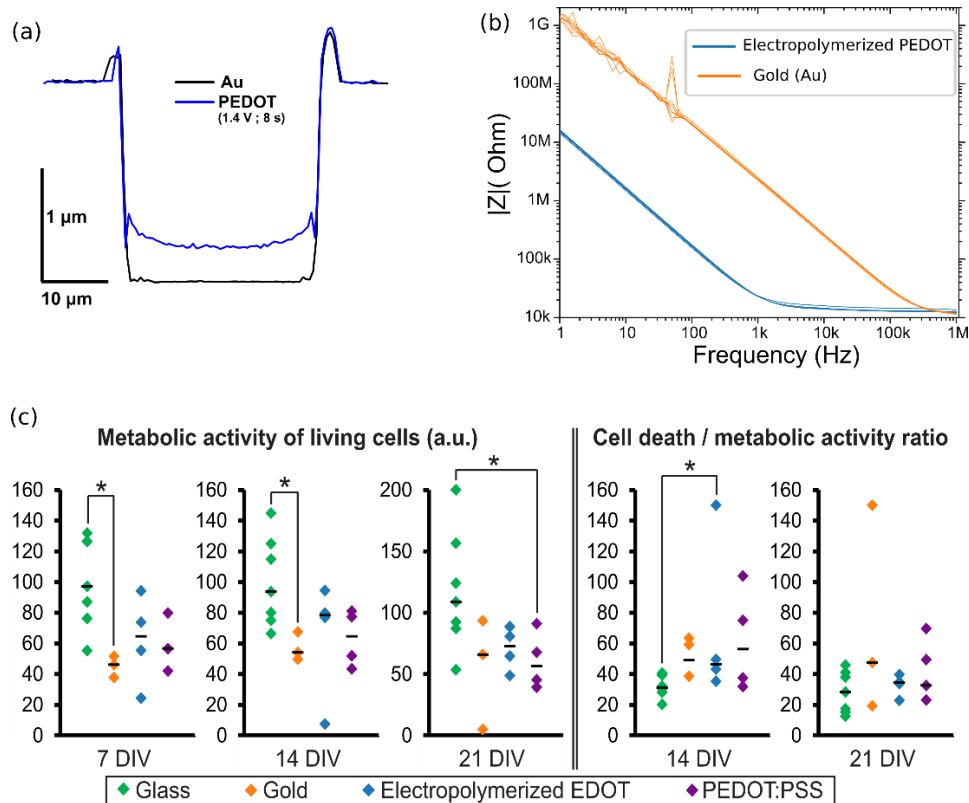 (a)
Au
PEDOT
(1.4 V ; 8 s)
1 μm
10 μm
(b)
Electropolymerized PEDOT
Gold (Au)
|Z|( Ohm)
1G
100M
10M
1M
100k
10k
1 10 100 1k 10k 100k 1M
Frequency (Hz)
(c)
Metabolic activity of living cells (a.u.)
Cell death / metabolic activity ratio
* * * *
160 140 120 100 80 60 40 20 0
7 DIV
160 140 120 100 80 60 40 20 0
14 DIV
200 150 100 50 0
21 DIV
160 140 120 100 80 60 40 20 0
14 DIV
160 140 120 100 80 60 40 20 0
21 DIV
Glass Gold Electropolymerized EDOT PEDOT:PSS